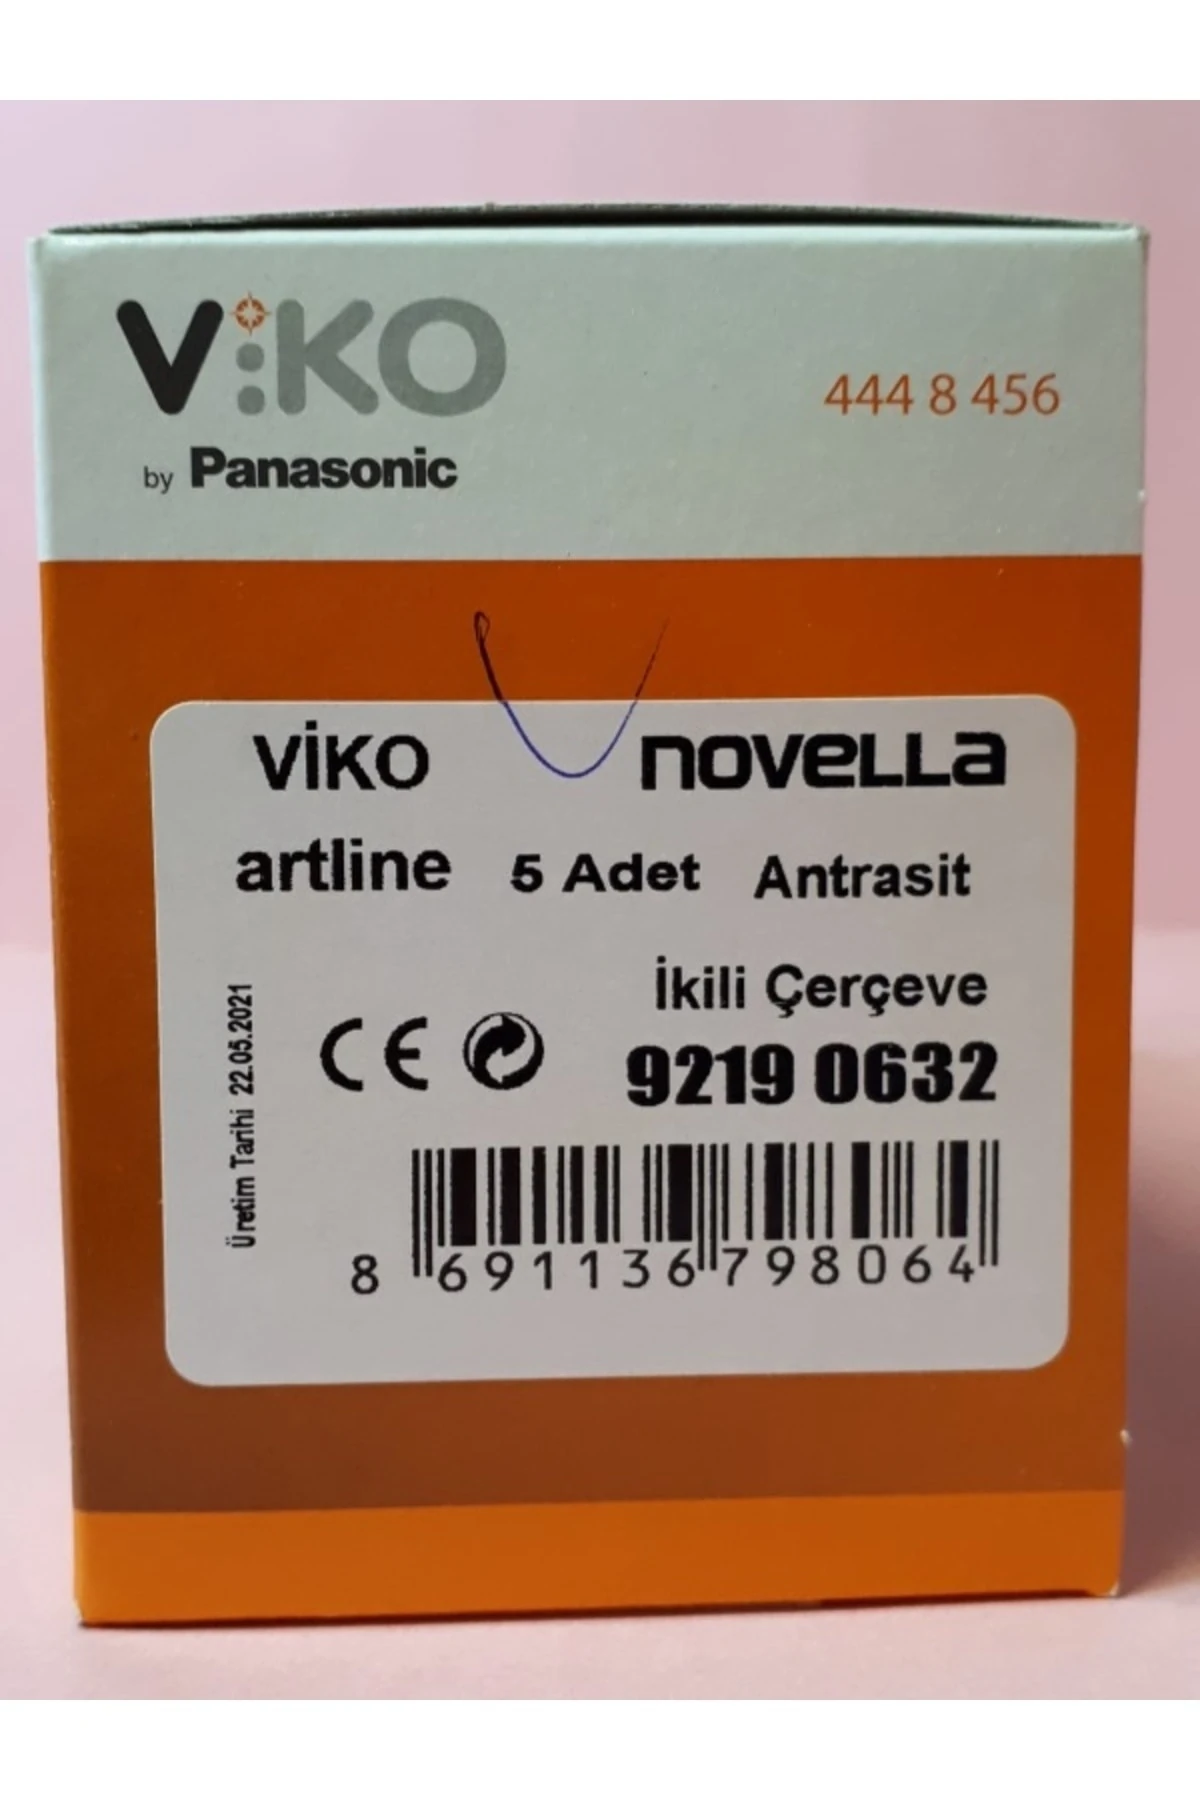 ViKO
by Panasonic
444 8 456
VİKO
novella
artline 5 Adet Antrasit
İkili Çerçeve
Üretim Tarihi 22.05.2021
CE
9219 0632
8 691136 798064